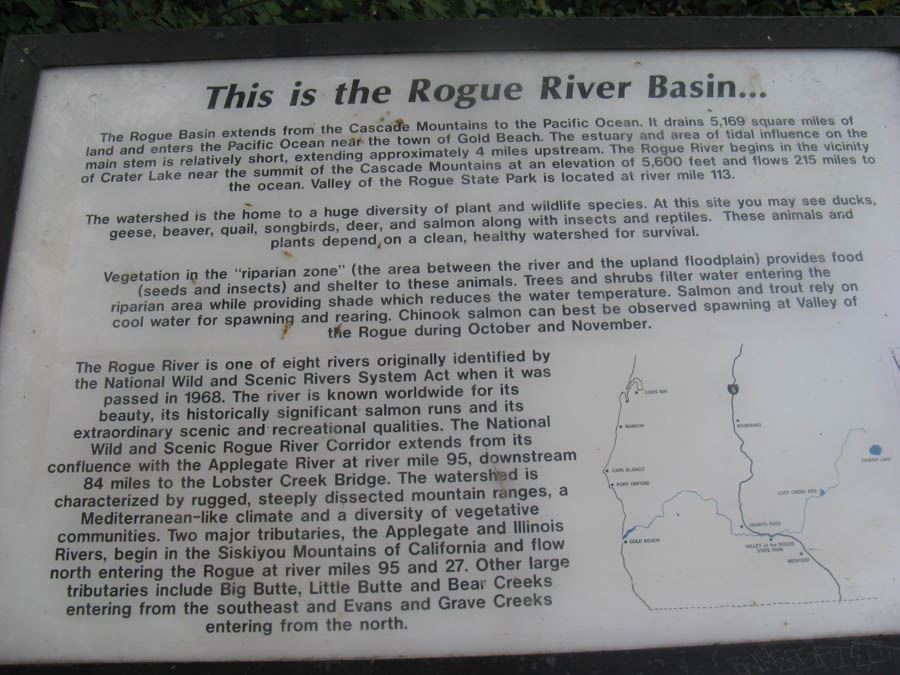 This is the Rogue River Basin...
The Rogue Basin extends from the Cascade Mountains to the Pacific Ocean. It drains 5,169 square miles of
land and enters the Pacific Ocean near the town of Gold Beach. The estuary and area of tidal influence on the
main stem is relatively short, extending approximately 4 miles upstream. The Rogue River begins in the vicinity
of Crater Lake near the summit of the Cascade Mountains at an elevation of 5,600 feet and flows 215 miles to
the ocean. Valley of the Rogue State Park is located at river mile 113.
The watershed is the home to a huge diversity of plant and wildlife species. At this site you may see ducks,
geese, beaver, quail, songbirds, deer, and salmon along with insects and reptiles. These animals and
plants depend on a clean, healthy watershed for survival.
Vegetation in the "riparian zone" (the area between the river and the upland floodplain) provides food
(seeds and insects) and shelter to these animals. Trees and shrubs filter water entering the
riparian area while providing shade which reduces the water temperature. Salmon and trout rely on
cool water for spawning and rearing. Chinook salmon can best be observed spawning at Valley of
the Rogue during October and November.
The Rogue River is one of eight rivers originally identified by
the National Wild and Scenic Rivers System Act when it was
passed in 1968. The river is known worldwide for its
beauty, its historically significant salmon runs and its
extraordinary scenic and recreational qualities. The National
Wild and Scenic Rogue River Corridor extends from its
confluence with the Applegate River at river mile 95, downstream
84 miles to the Lobster Creek Bridge. The watershed is
characterized by rugged, steeply dissected mountain ranges, a
Mediterranean-like climate and a diversity of vegetative
communities. Two major tributaries, the Applegate and Illinois
Rivers, begin in the Siskiyou Mountains of California and flow
north entering the Rogue at river miles 95 and 27. Other large
tributaries include Big Butte, Little Butte and Bear Creeks
entering from the southeast and Evans and Grave Creeks
entering from the north.
COOS BAY
BANDON
ROSEBURG
CAPE BLANCO
PORT ORFORD
CRATER LAKE
LOST CREEK RES.
GRANTS PASS
GOLD BEACH
VALLEY of the ROGUE
STATE PARK
MEDFORD